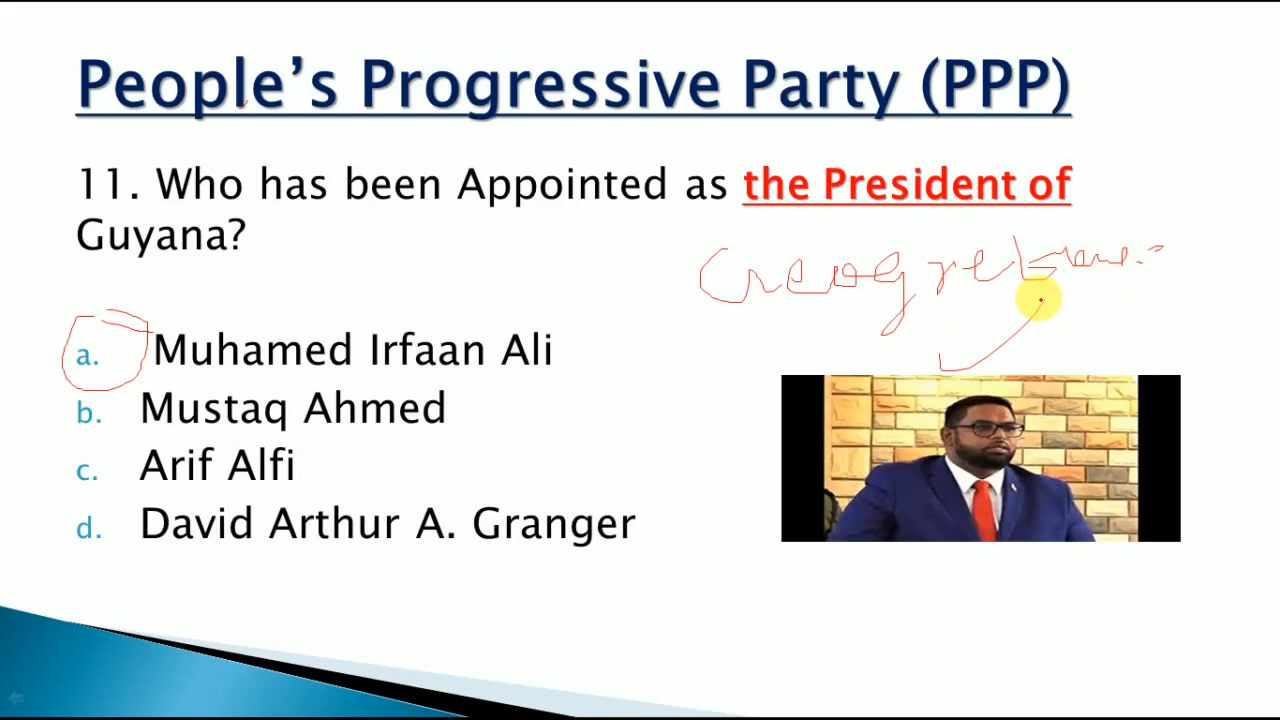 People's Progressive Party (PPP)
11. Who has been Appointed as the President of
Guyana?
a. Muhamed Irfaan Ali
b. Mustaq Ahmed
c. Arif Alfi
d. David Arthur A. Granger